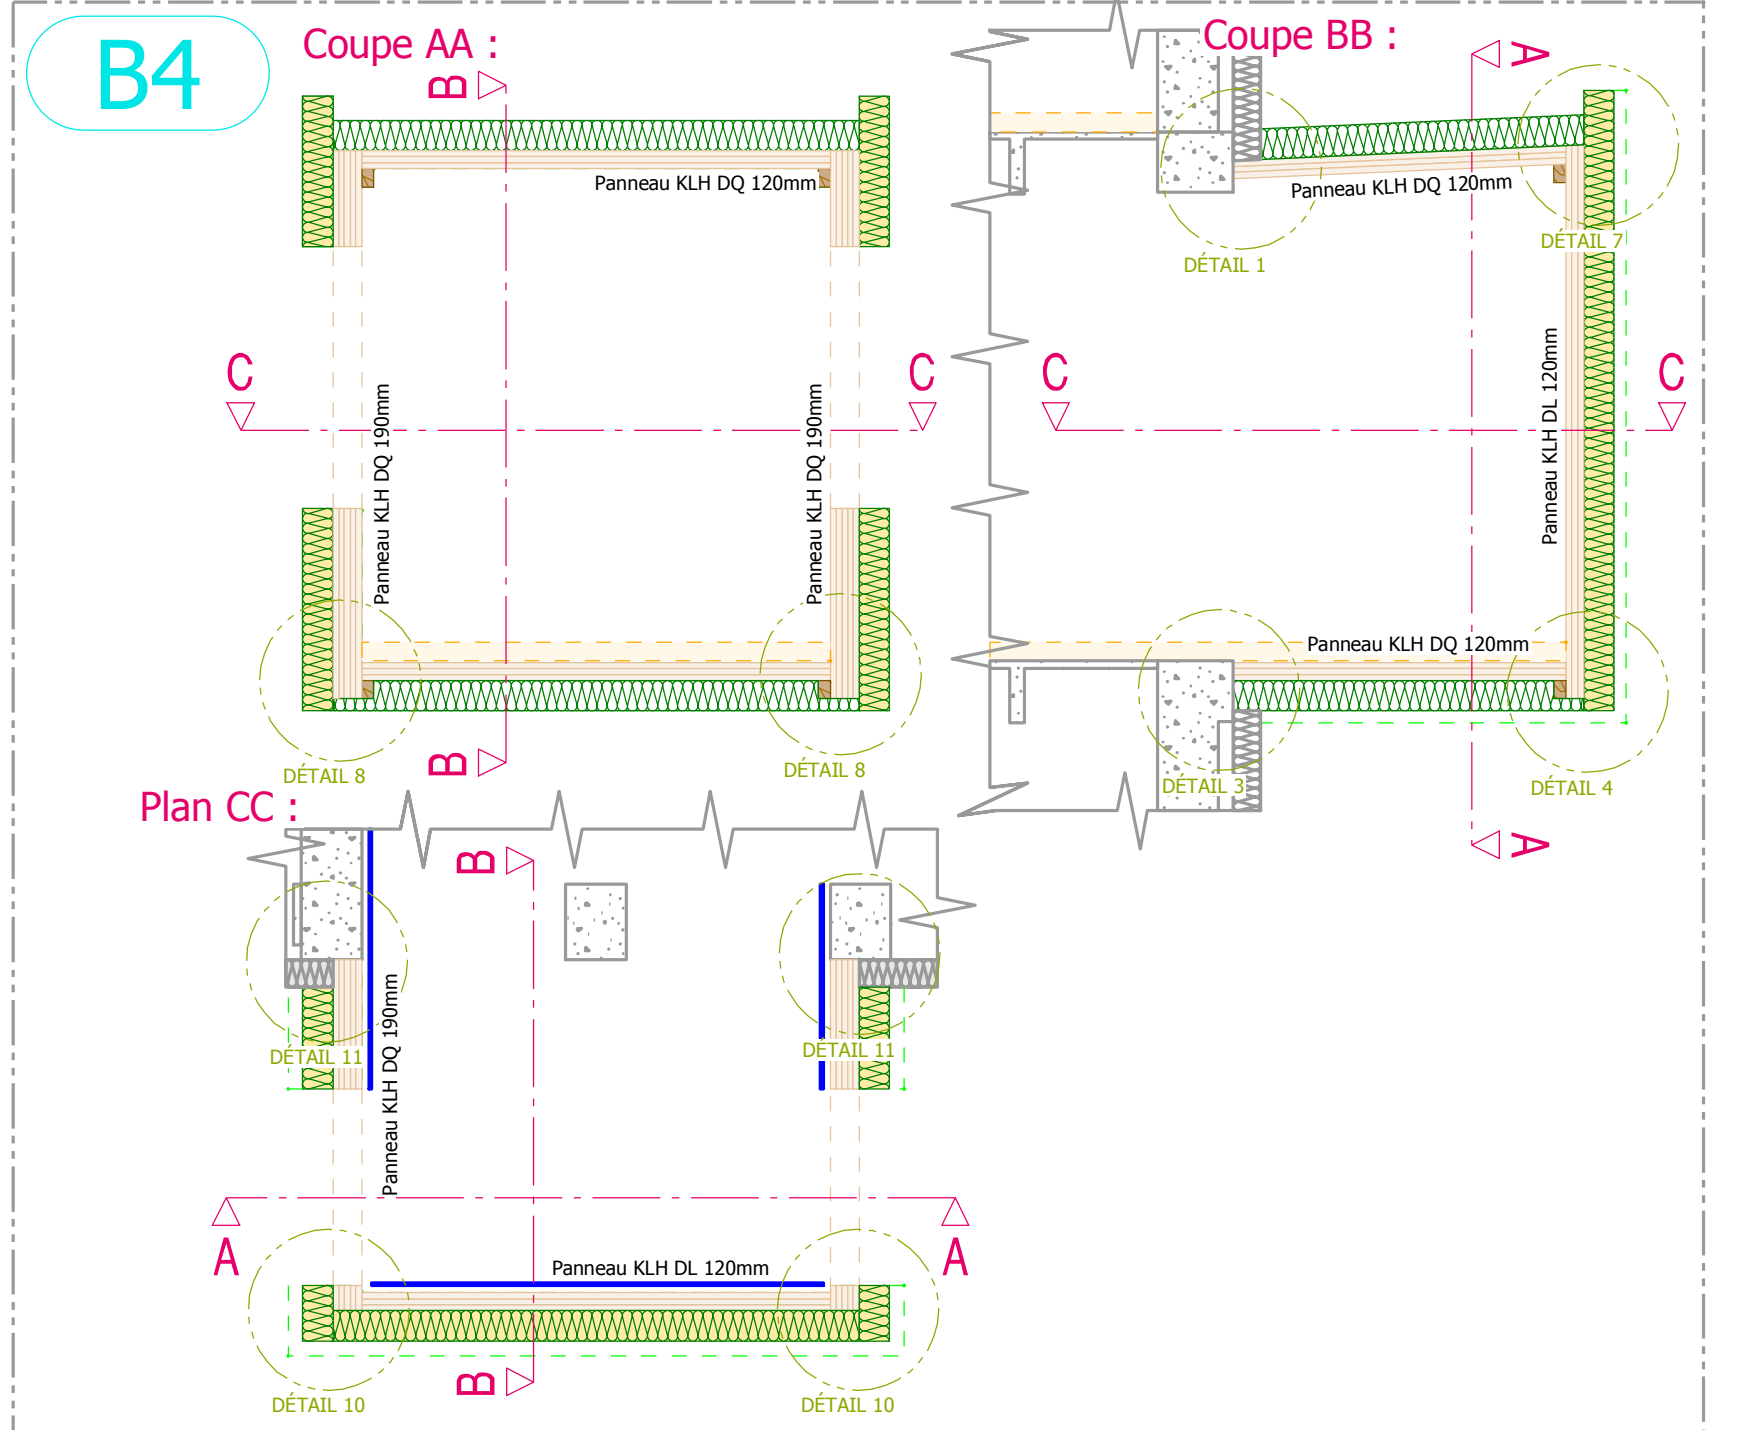 B4
Coupe AA :
B
Panneau KLH DQ 120mm
C
C
Panneau KLH DQ 190mm
Panneau KLH DQ 190mm
DÉTAIL 8
B
DÉTAIL 8
Coupe BB :
A
Panneau KLH DQ 120mm
DÉTAIL 1
DÉTAIL 7
C
C
Panneau KLH DL 120mm
Panneau KLH DQ 120mm
DÉTAIL 3
DÉTAIL 4
A
Plan CC :
B
Panneau KLH DQ 190mm
DÉTAIL 11
DÉTAIL 11
A
A
Panneau KLH DL 120mm
B
DÉTAIL 10
DÉTAIL 10